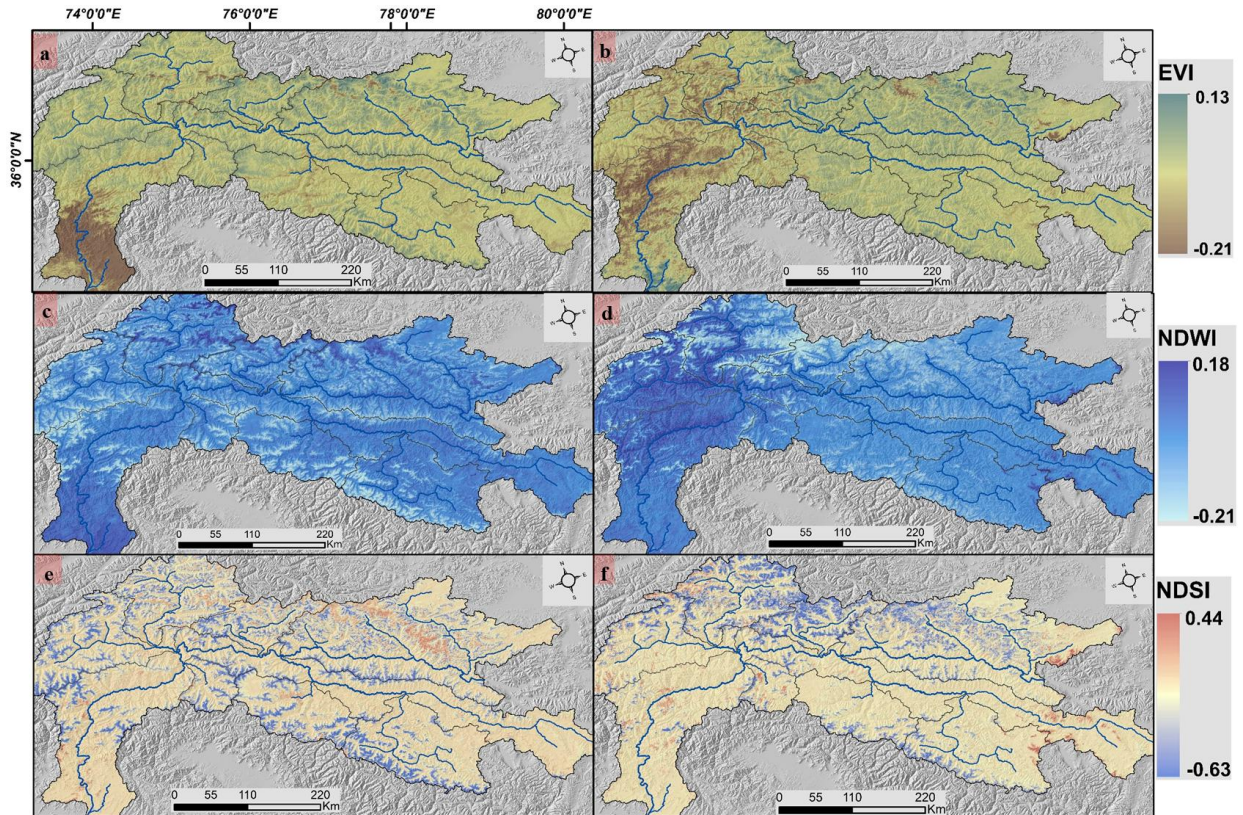 74°0'0"E 76°0'0"E 78°0'0"E 80°0'0"E
36°0'0"N
a
N E S W
0 55 110 220
Km
b
N E S W
0 55 110 220
Km
EVI
0.13
-0.21
c
N E S W
0 55 110 220
Km
d
N E S W
0 55 110 220
Km
NDWI
0.18
-0.21
e
N E S W
0 55 110 220
Km
f
N E S W
0 55 110 220
Km
NDSI
0.44
-0.63